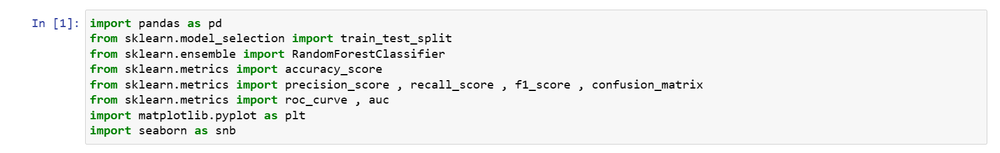 In [1]: import pandas as pd
from sklearn.model_selection import train_test_split
from sklearn.ensemble import RandomForestClassifier
from sklearn.metrics import accuracy_score
from sklearn.metrics import precision_score , recall_score , f1_score , confusion_matrix
from sklearn.metrics import roc_curve , auc
import matplotlib.pyplot as plt
import seaborn as snb